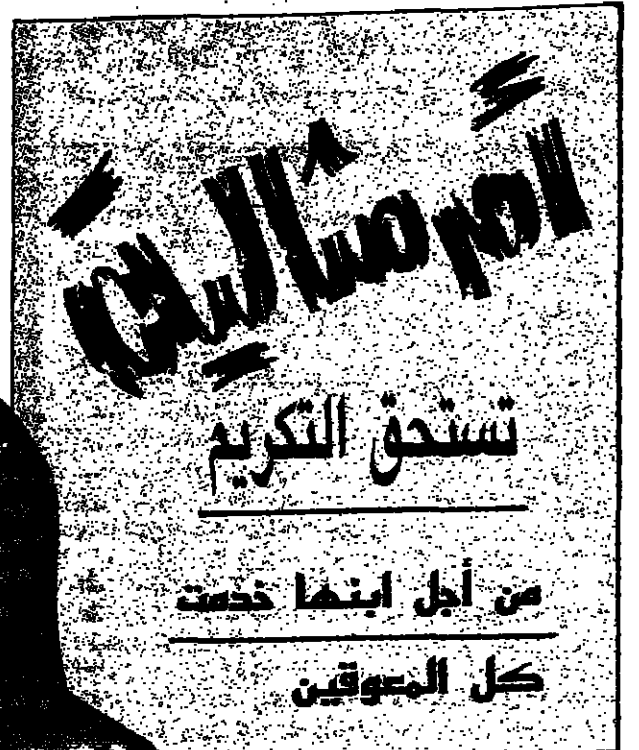 أم مثالية
تستحق التكريم
من أجل ابنها خدمت
كل المعوقين